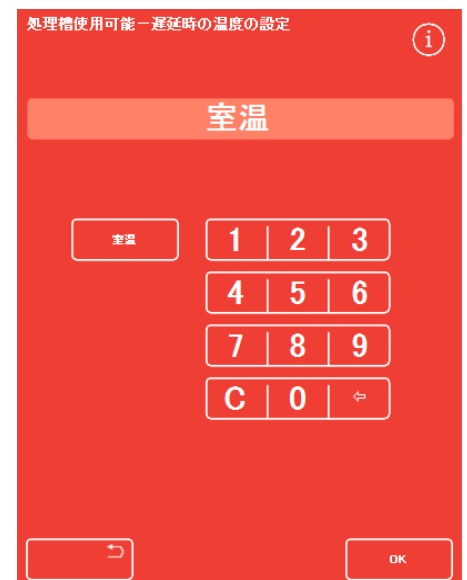 処理槽使用可能－遅延時の温度の設定
i
室温
室温
1 | 2 | 3
4 | 5 | 6
7 | 8 | 9
C | 0 | ⇦
OK